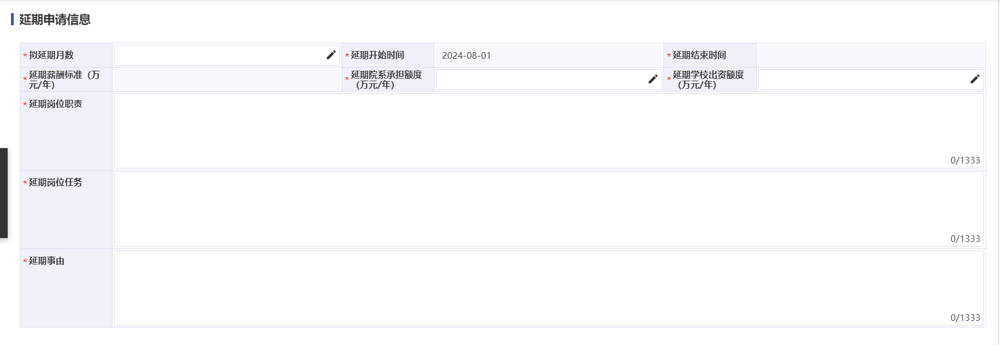 延期申请信息
*拟延期月数
*延期开始时间
2024-08-01
*延期结束时间
*延期薪酬标准（万
元/年）
*延期院系承担额度
（万元/年）
*延期学校出资额度
（万元/年）
*延期岗位职责
0/1333
*延期岗位任务
0/1333
*延期事由
0/1333